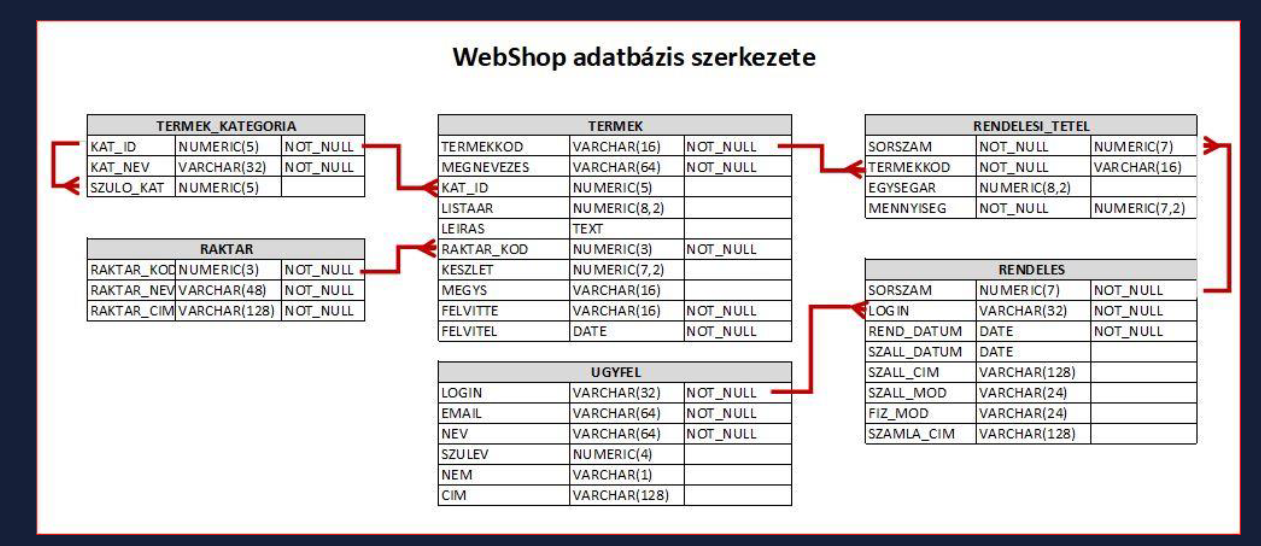 WebShop adatbázis szerkezete
TERMEK_KATEGORIA
KAT_ID NUMERIC(5) NOT_NULL
KAT_NEV VARCHAR(32) NOT_NULL
SZULO_KAT NUMERIC(5)
RAKTAR
RAKTAR_KOD NUMERIC(3) NOT_NULL
RAKTAR_NEV VARCHAR(48) NOT_NULL
RAKTAR_CIM VARCHAR(128) NOT_NULL
TERMEK
TERMEKKOD VARCHAR(16) NOT_NULL
MEGNEVEZES VARCHAR(64) NOT_NULL
KAT_ID NUMERIC(5)
LISTAAR NUMERIC(8,2)
LEIRAS TEXT
RAKTAR_KOD NUMERIC(3) NOT_NULL
KESZLET NUMERIC(7,2)
MEGYS VARCHAR(16)
FELVITTE VARCHAR(16) NOT_NULL
FELVITEL DATE NOT_NULL
UGYFEL
LOGIN VARCHAR(32) NOT_NULL
EMAIL VARCHAR(64) NOT_NULL
NEV VARCHAR(64) NOT_NULL
SZULEV NUMERIC(4)
NEM VARCHAR(1)
CIM VARCHAR(128)
RENDELESI_TETEL
SORSZAM NOT_NULL NUMERIC(7)
TERMEKKOD NOT_NULL VARCHAR(16)
EGYSEGAR NUMERIC(8,2)
MENNYISEG NOT_NULL NUMERIC(7,2)
RENDELES
SORSZAM NUMERIC(7) NOT_NULL
LOGIN VARCHAR(32) NOT_NULL
REND_DATUM DATE NOT_NULL
SZALL_DATUM DATE
SZALL_CIM VARCHAR(128)
SZALL_MOD VARCHAR(24)
FIZ_MOD VARCHAR(24)
SZAMLA_CIM VARCHAR(128)